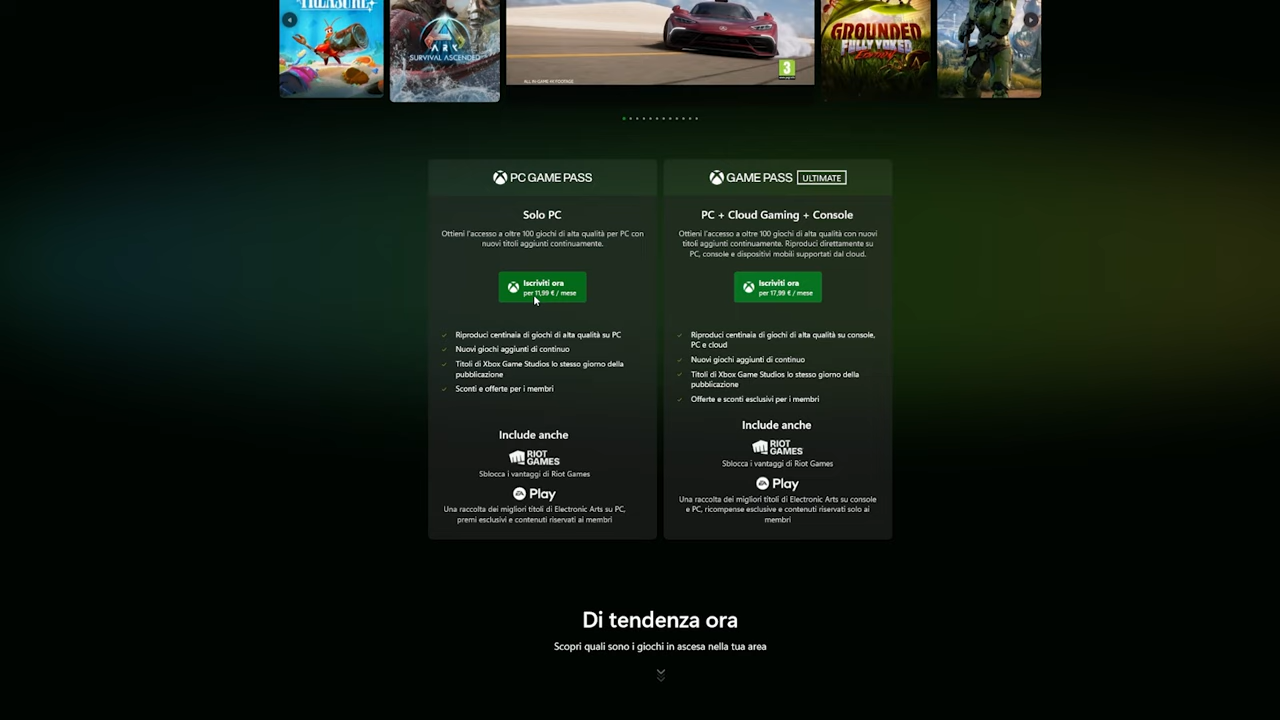 TREASURE
ARK
SURVIVAL ASCENDED
3
GROUNDED
FULLY YOKED
EDITION
PC GAME PASS
GAME PASS ULTIMATE
Solo PC
Ottieni l'accesso a oltre 100 giochi di alta qualità per PC con
nuovi titoli aggiunti continuamente.
Iscriviti ora
per 11,99 € / mese
Riproduci centinaia di giochi di alta qualità su PC
Nuovi giochi aggiunti di continuo
Titoli di Xbox Game Studios lo stesso giorno della
pubblicazione
Sconti e offerte per i membri
Include anche
RIOT
GAMES
Sblocca i vantaggi di Riot Games
EA Play
Una raccolta dei migliori titoli di Electronic Arts su PC,
premi esclusivi e contenuti riservati ai membri
PC + Cloud Gaming + Console
Ottieni l'accesso a oltre 100 giochi di alta qualità con nuovi
titoli aggiunti continuamente. Riproduci direttamente su
PC, console e dispositivi mobili supportati dal cloud.
Iscriviti ora
per 17,99 € / mese
Riproduci centinaia di giochi di alta qualità su console,
PC e cloud
Nuovi giochi aggiunti di continuo
Titoli di Xbox Game Studios lo stesso giorno della
pubblicazione
Offerte e sconti esclusivi per i membri
Include anche
RIOT
GAMES
Sblocca i vantaggi di Riot Games
EA Play
Una raccolta dei migliori titoli di Electronic Arts su console
e PC, ricompense esclusive e contenuti riservati solo ai
membri
Di tendenza ora
Scopri quali sono i giochi in ascesa nella tua area